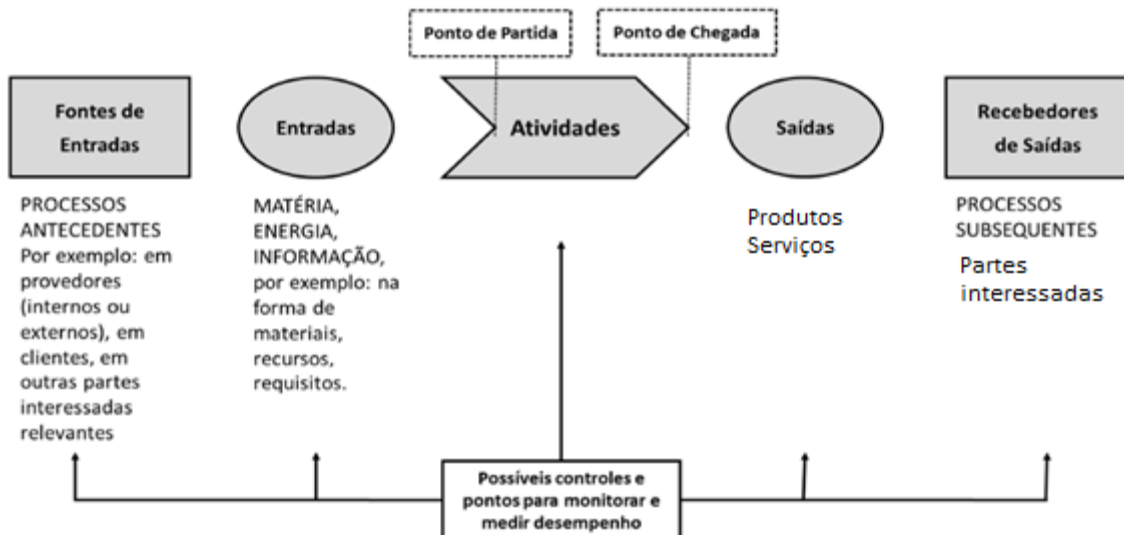 Ponto de Partida
Ponto de Chegada
Fontes de
Entradas
Entradas
Atividades
Saídas
Recebedores
de Saídas
PROCESSOS
ANTECEDENTES
Por exemplo: em
provedores
(internos ou
externos), em
clientes, em
outras partes
interessadas
relevantes
MATÉRIA,
ENERGIA,
INFORMAÇÃO,
por exemplo: na
forma de
materiais,
recursos,
requisitos.
Produtos
Serviços
PROCESSOS
SUBSEQUENTES
Partes
interessadas
Possíveis controles e
pontos para monitorar e
medir desempenho